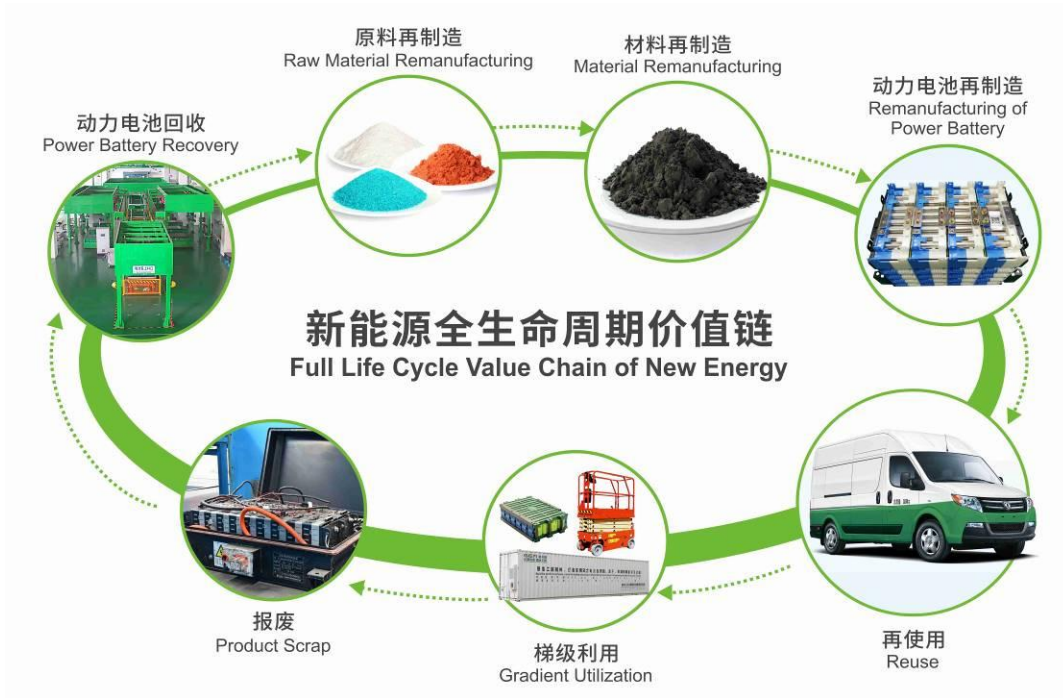 原料再制造
Raw Material Remanufacturing
材料再制造
Material Remanufacturing
动力电池再制造
Remanufacturing of
Power Battery
动力电池回收
Power Battery Recovery
新能源全生命周期价值链
Full Life Cycle Value Chain of New Energy
报废
Product Scrap
梯级利用
Gradient Utilization
再使用
Reuse